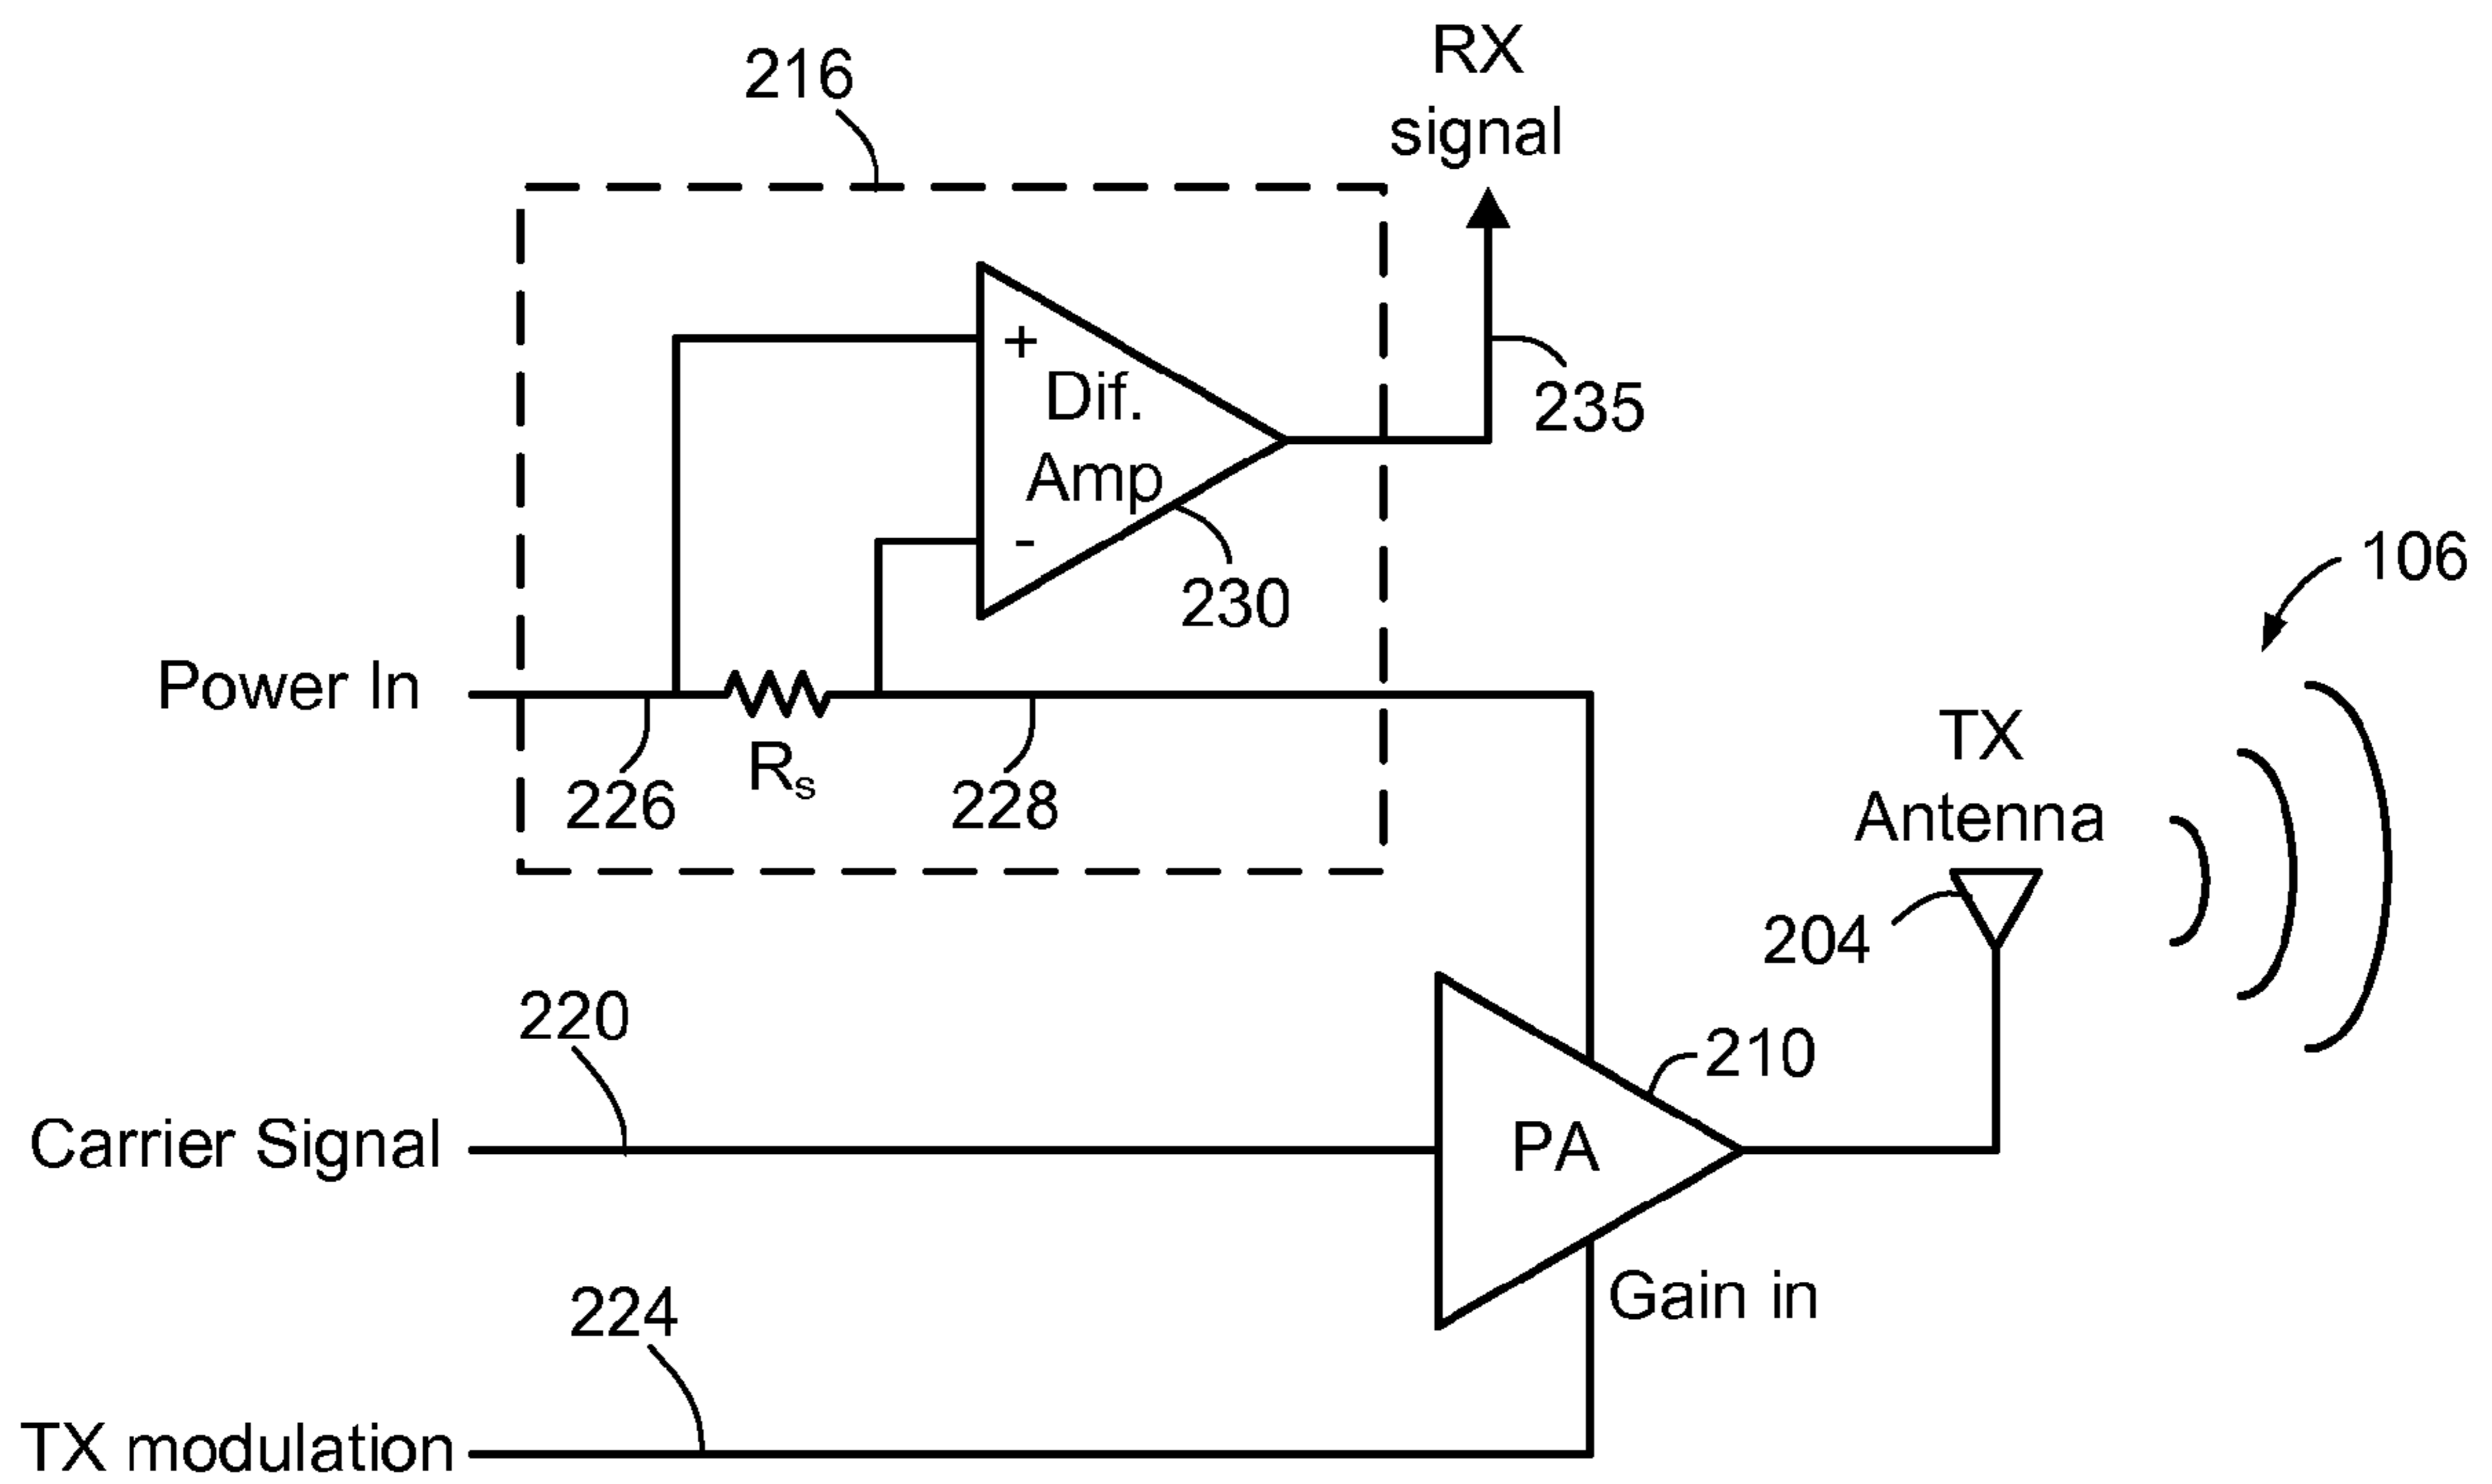 RX
signal
216
+
Dif.
Amp
-
230
235
106
Power In
Rs
226
228
TX
Antenna
204
220
210
Carrier Signal
PA
Gain in
224
TX modulation